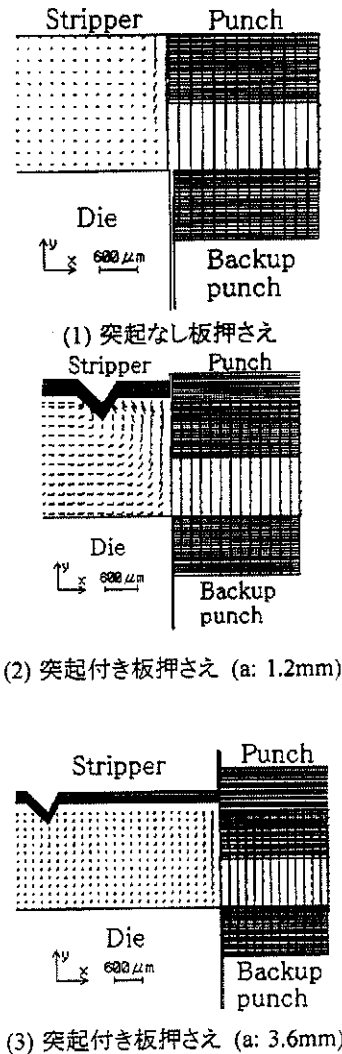 Stripper Punch
Die
y
x 600μm
Backup
punch
(1) 突起なし板押さえ
Stripper Punch
Die
y
x 600μm
Backup
punch
(2) 突起付き板押さえ (a: 1.2mm)
Stripper Punch
Die
y
x 600μm
Backup
punch
(3) 突起付き板押さえ (a: 3.6mm)